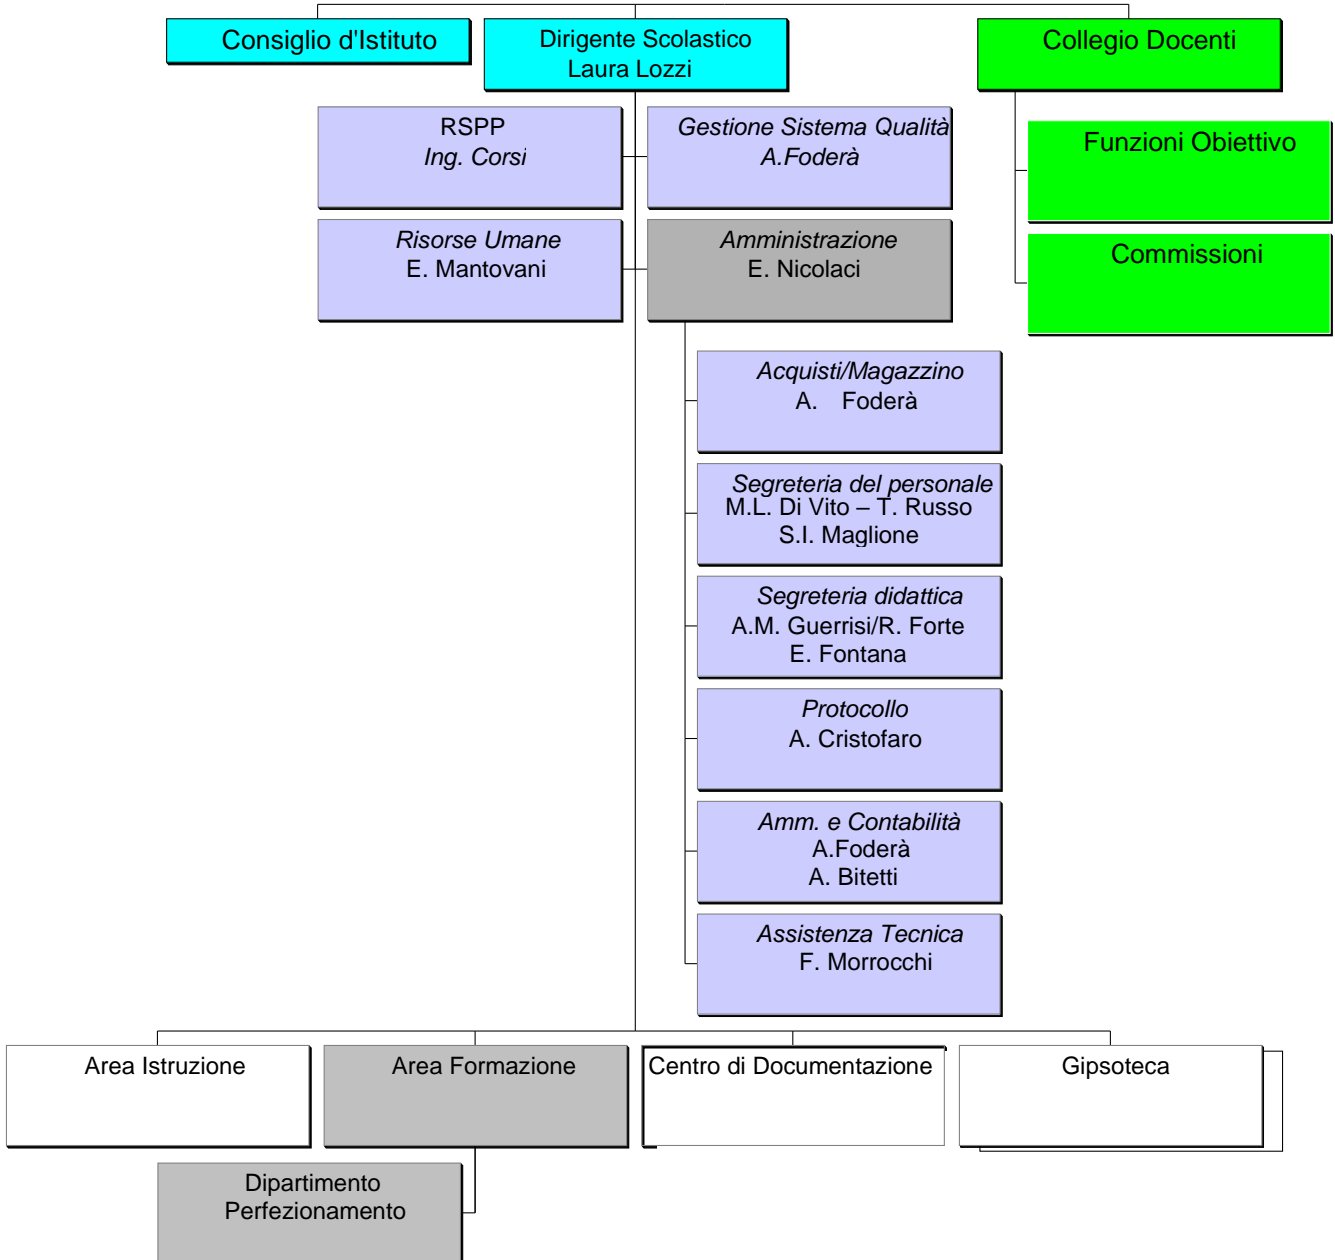 Consiglio d'Istituto
Dirigente Scolastico
Laura Lozzi
Collegio Docenti
RSPP
Ing. Corsi
Gestione Sistema Qualità
A.Foderà
Funzioni Obiettivo
Risorse Umane
E. Mantovani
Amministrazione
E. Nicolaci
Commissioni
Acquisti/Magazzino
A. Foderà
Segreteria del personale
M.L. Di Vito – T. Russo
S.I. Maglione
Segreteria didattica
A.M. Guerrisi/R. Forte
E. Fontana
Protocollo
A. Cristofaro
Amm. e Contabilità
A.Foderà
A. Bitetti
Assistenza Tecnica
F. Morrocchi
Area Istruzione
Area Formazione
Centro di Documentazione
Gipsoteca
Dipartimento
Perfezionamento